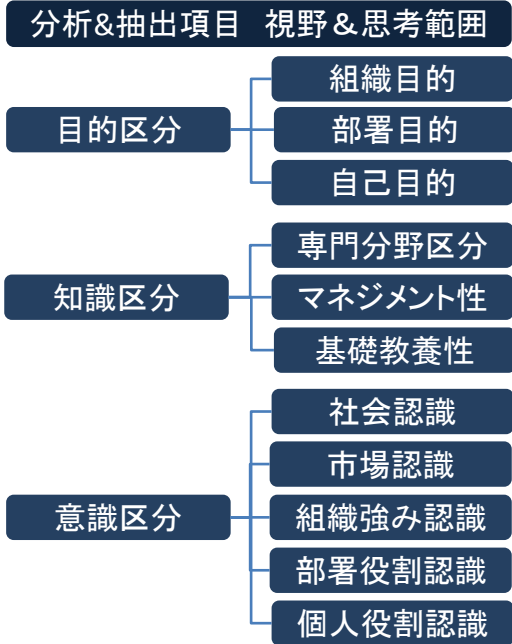 分析&抽出項目 視野＆思考範囲
目的区分
組織目的
部署目的
自己目的
知識区分
専門分野区分
マネジメント性
基礎教養性
意識区分
社会認識
市場認識
組織強み認識
部署役割認識
個人役割認識